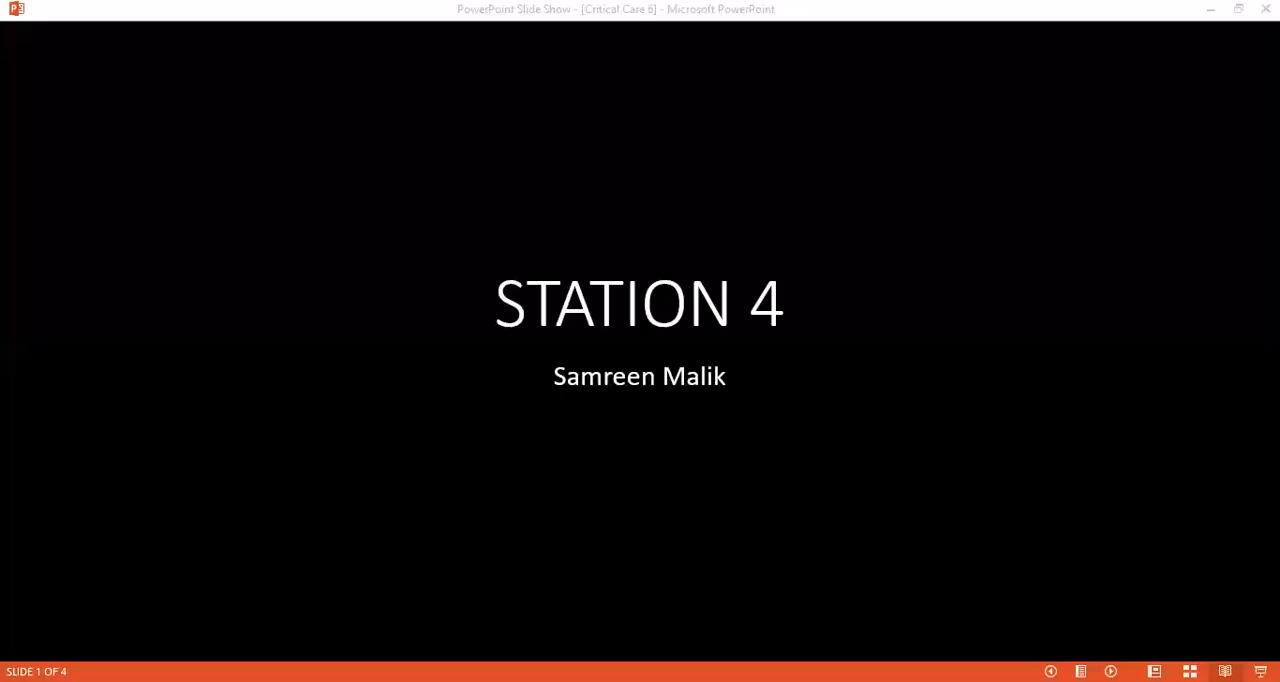 PowerPoint Slide Show - [Critical Care 6] - Microsoft PowerPoint
STATION 4
Samreen Malik
SLIDE 1 OF 4